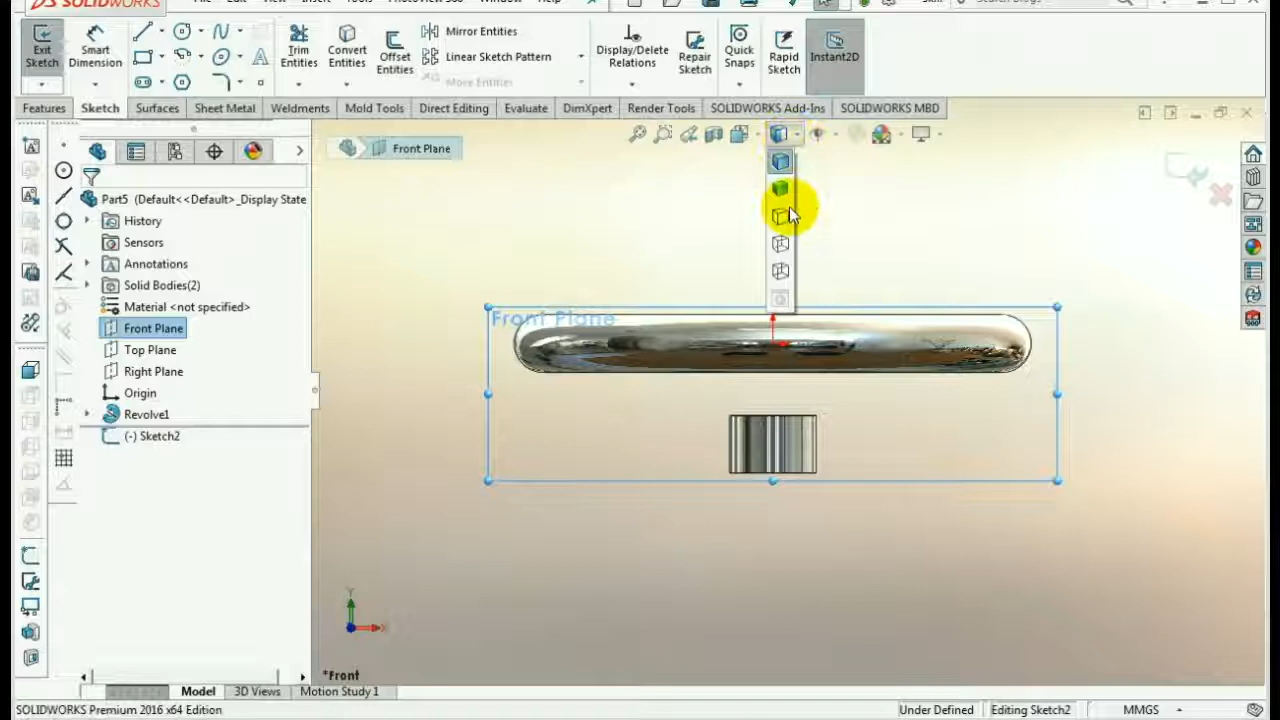 SOLIDWORKS
Exit Sketch
Smart Dimension
Trim Entities
Convert Entities
Offset Entities
Mirror Entities
Linear Sketch Pattern
More Entities
Display/Delete Relations
Repair Sketch
Quick Snaps
Rapid Sketch
Instant2D
Features
Sketch
Surfaces
Sheet Metal
Weldments
Mold Tools
Direct Editing
Evaluate
DimXpert
Render Tools
SOLIDWORKS Add-Ins
SOLIDWORKS MBD
Front Plane
Part5 (Default<<Default>_Display State
History
Sensors
Annotations
Solid Bodies(2)
Material <not specified>
Front Plane
Top Plane
Right Plane
Origin
Revolve1
(-) Sketch2
Front Plane
Y
X
*Front
Model
3D Views
Motion Study 1
SOLIDWORKS Premium 2016 x64 Edition
Under Defined
Editing Sketch2
MMGS